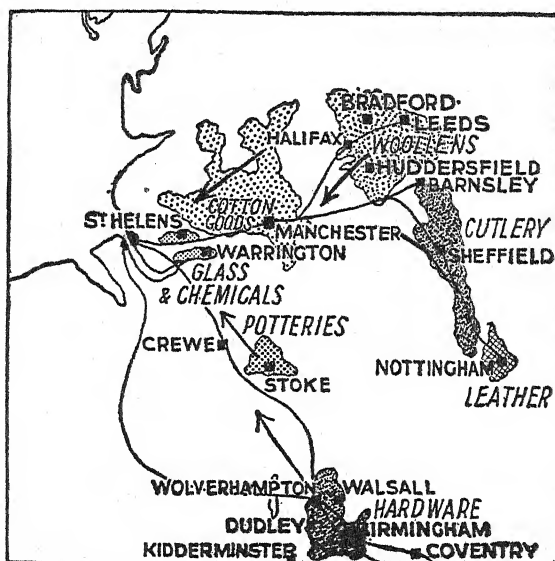 BRADFORD
LEEDS
HALIFAX
WOOLLENS
HUDDERSFIELD
BARNSLEY
COTTON
GOODS
ST HELENS
MANCHESTER
CUTLERY
SHEFFIELD
WARRINGTON
GLASS
& CHEMICALS
POTTERIES
CREWE
STOKE
NOTTINGHAM
LEATHER
WOLVERHAMPTON
WALSALL
HARDWARE
DUDLEY
BIRMINGHAM
KIDDERMINSTER
COVENTRY